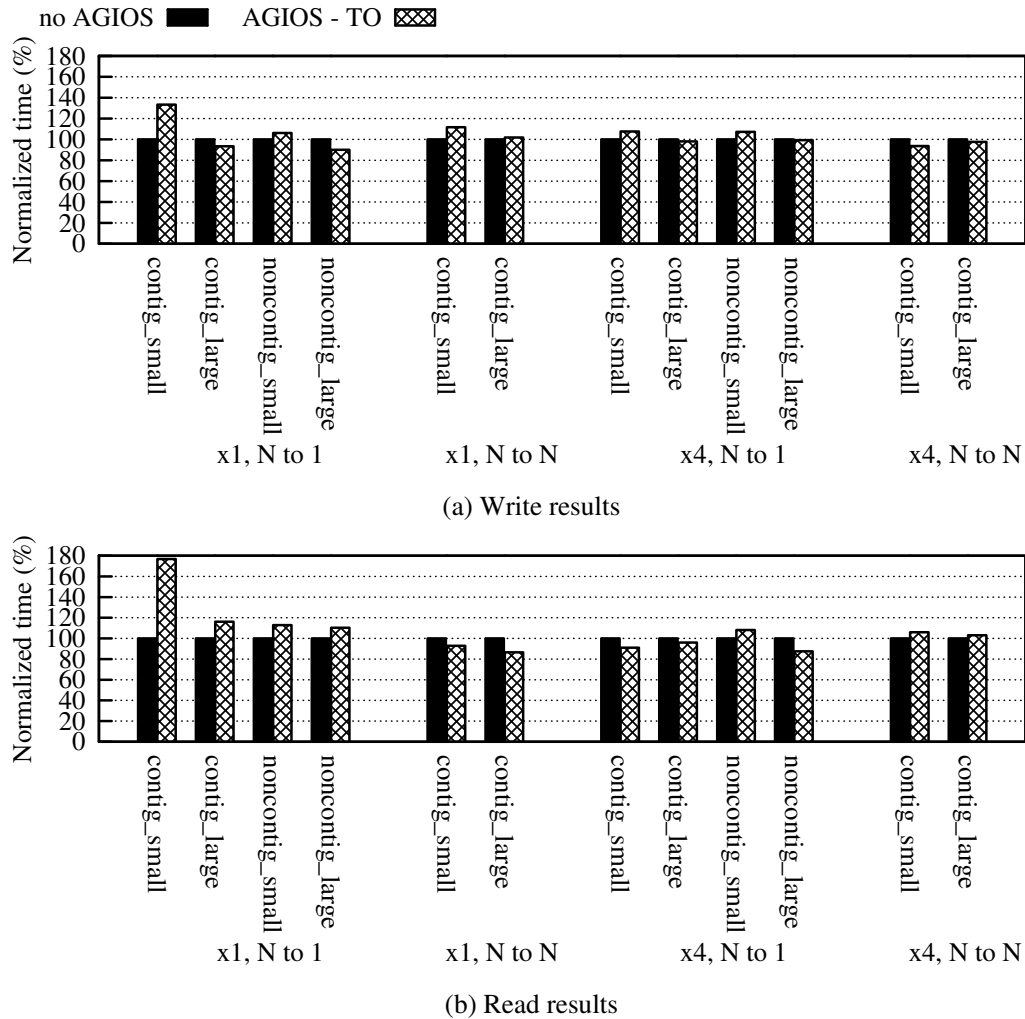 no AGIOS AGIOS - TO
Normalized time (%)
180
160
140
120
100
80
60
40
20
0
contig_small
contig_large
noncontig_small
noncontig_large
contig_small
contig_large
contig_small
contig_large
noncontig_small
noncontig_large
contig_small
contig_large
x1, N to 1 x1, N to N x4, N to 1 x4, N to N
(a) Write results
Normalized time (%)
180
160
140
120
100
80
60
40
20
0
contig_small
contig_large
noncontig_small
noncontig_large
contig_small
contig_large
contig_small
contig_large
noncontig_small
noncontig_large
contig_small
contig_large
x1, N to 1 x1, N to N x4, N to 1 x4, N to N
(b) Read results